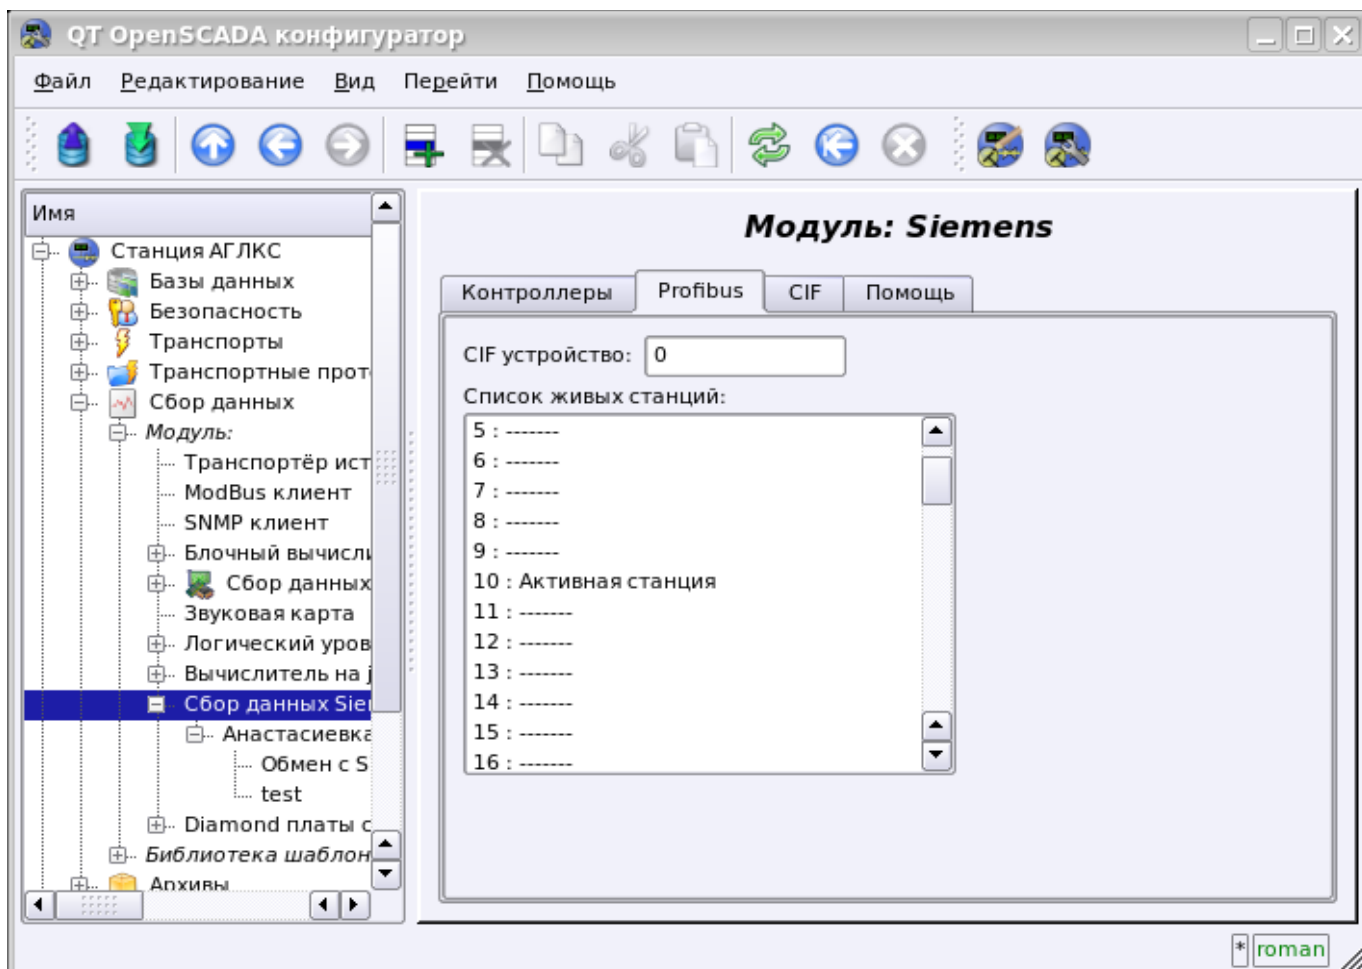 QT OpenSCADA конфигуратор
Файл Редактирование Вид Перейти Помощь
Имя
Станция АГЛКС
Базы данных
Безопасность
Транспорты
Транспортные прот
Сбор данных
Модуль:
Транспортёр ист
ModBus клиент
SNMP клиент
Блочный вычисли
Сбор данных
Звуковая карта
Логический уров
Вычислитель на j
Сбор данных Sie
Анастасиевка
Обмен с S
test
Diamond платы с
Библиотека шаблон
Архивы
Модуль: Siemens
Контроллеры Profibus CIF Помощь
CIF устройство: 0
Список живых станций:
5 : -------
6 : -------
7 : -------
8 : -------
9 : -------
10 : Активная станция
11 : -------
12 : -------
13 : -------
14 : -------
15 : -------
16 : -------
* roman